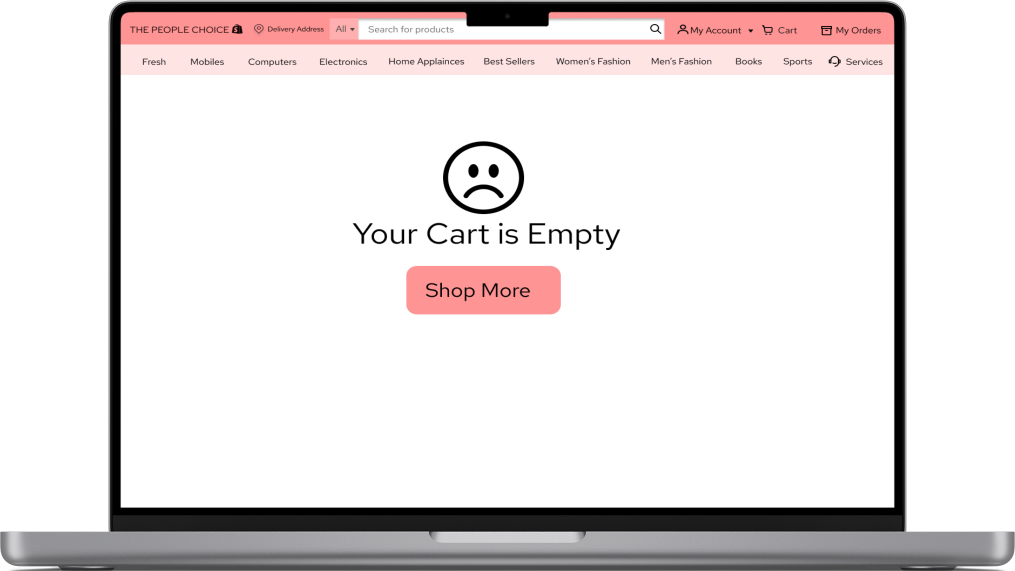 THE PEOPLE CHOICE Delivery Address All Search for products My Account Cart My Orders
Fresh Mobiles Computers Electronics Home Applainces Best Sellers Women's Fashion Men's Fashion Books Sports Services
Your Cart is Empty
Shop More